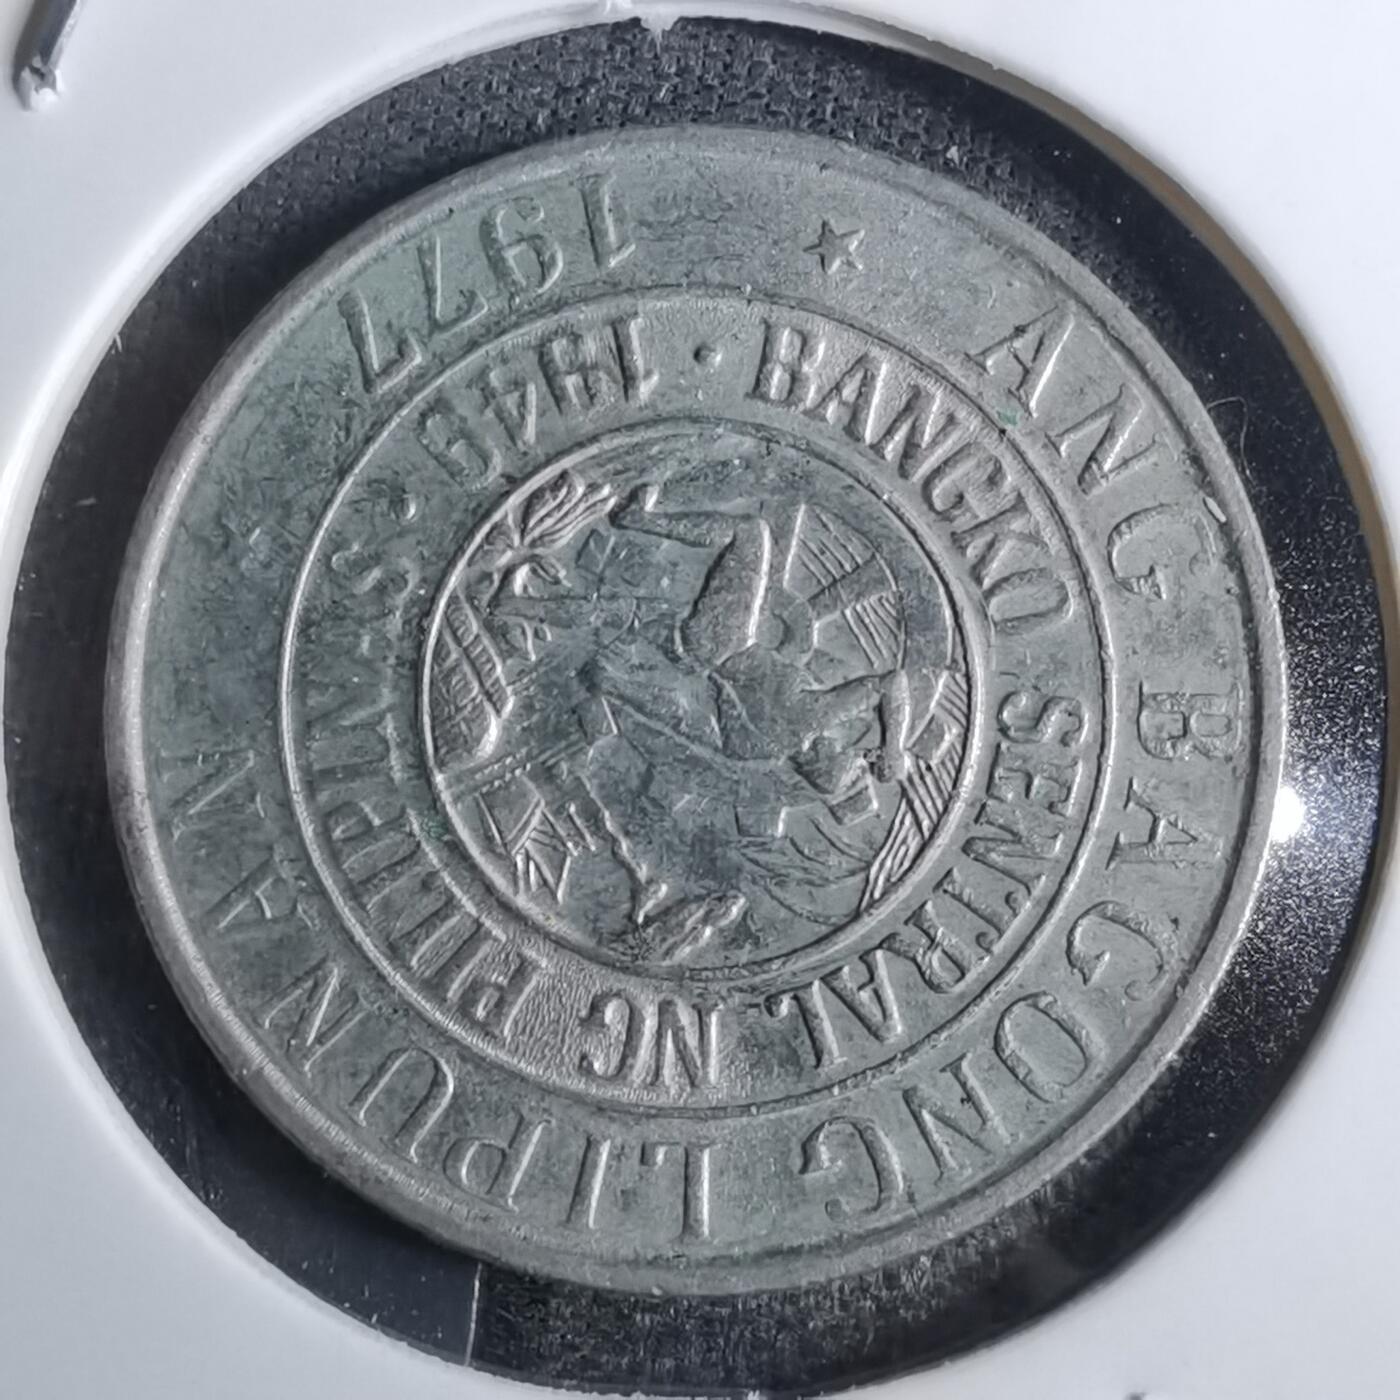 ANG BAGONG LIPUNAN
1977
BANGKO SENTRAL NG PILIPINAS · 1949 ·